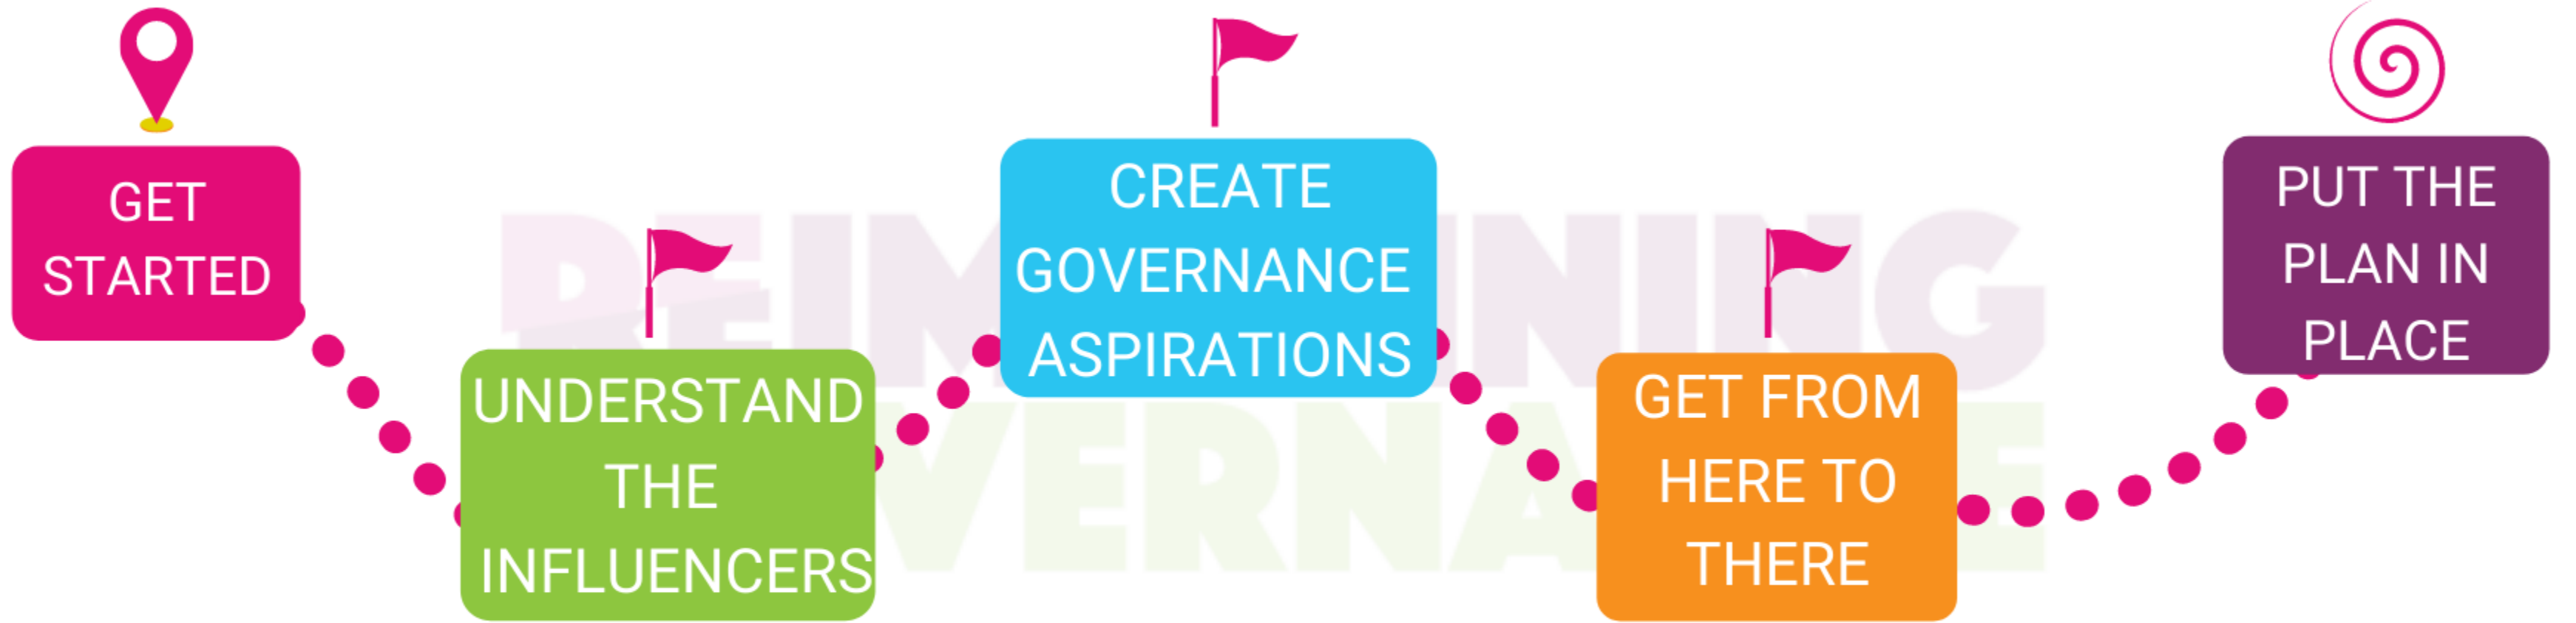 GET
STARTED
UNDERSTAND
THE
INFLUENCERS
CREATE
GOVERNANCE
ASPIRATIONS
GET FROM
HERE TO
THERE
PUT THE
PLAN IN
PLACE